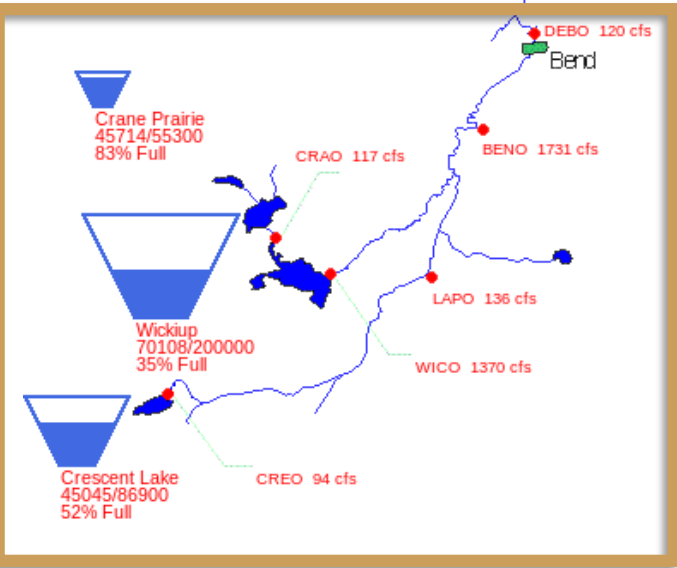 DEBO 120 cfs
Bend
Crane Prairie
45714/55300
83% Full
BENO 1731 cfs
CRAO 117 cfs
LAPO 136 cfs
Wickiup
70108/200000
35% Full
WICO 1370 cfs
Crescent Lake
45045/86900
52% Full
CREO 94 cfs